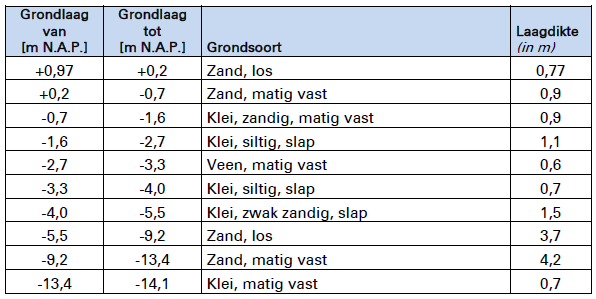 Grondlaag van [m N.A.P.] Grondlaag tot [m N.A.P.] Grondsoort Laagdikte (in m)
+0,97 +0,2 Zand, los 0,77
+0,2 -0,7 Zand, matig vast 0,9
-0,7 -1,6 Klei, zandig, matig vast 0,9
-1,6 -2,7 Klei, siltig, slap 1,1
-2,7 -3,3 Veen, matig vast 0,6
-3,3 -4,0 Klei, siltig, slap 0,7
-4,0 -5,5 Klei, zwak zandig, slap 1,5
-5,5 -9,2 Zand, los 3,7
-9,2 -13,4 Zand, matig vast 4,2
-13,4 -14,1 Klei, matig vast 0,7